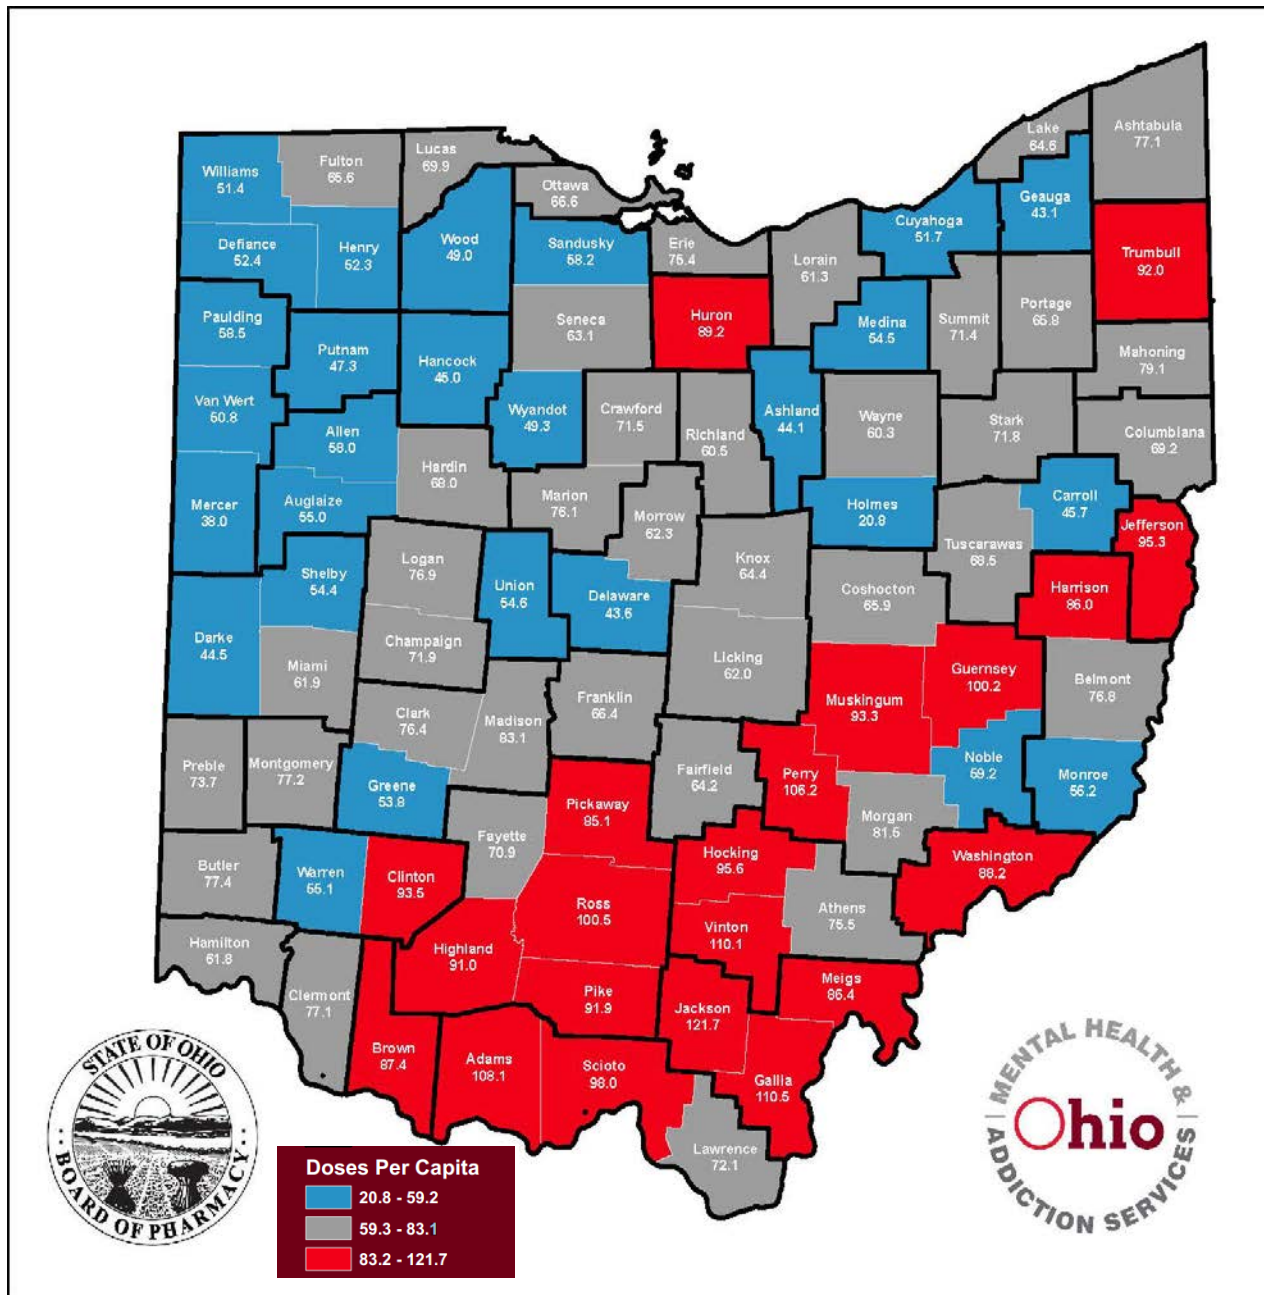 Lake
64.6
Ashtabula
77.1
Lucas
69.9
Fulton
65.6
Williams
51.4
Ottawa
66.6
Geauga
43.1
Cuyahoga
51.7
Wood
49.0
Sandusky
58.2
Erie
75.4
Defiance
52.4
Henry
52.3
Lorain
61.3
Trumbull
92.0
Paulding
58.5
Seneca
63.1
Huron
89.2
Medina
54.5
Summit
71.4
Portage
65.8
Putnam
47.3
Hancock
45.0
Mahoning
79.1
Van Wert
50.8
Wyandot
49.3
Crawford
71.5
Richland
60.5
Ashland
44.1
Wayne
60.3
Stark
71.8
Columbiana
69.2
Allen
58.0
Hardin
68.0
Mercer
38.0
Auglaize
55.0
Marion
76.1
Morrow
62.3
Holmes
20.8
Carroll
45.7
Jefferson
95.3
Tuscarawas
68.5
Logan
76.9
Knox
64.4
Shelby
54.4
Union
54.6
Delaware
43.6
Coshocton
65.9
Harrison
86.0
Darke
44.5
Champaign
71.9
Miami
61.9
Licking
62.0
Guernsey
100.2
Belmont
76.8
Franklin
66.4
Muskingum
93.3
Clark
76.4
Madison
83.1
Preble
73.7
Montgomery
77.2
Greene
53.8
Fairfield
64.2
Perry
106.2
Noble
59.2
Monroe
56.2
Pickaway
85.1
Morgan
81.5
Fayette
70.9
Butler
77.4
Warren
55.1
Clinton
93.5
Hocking
95.6
Washington
88.2
Ross
100.5
Athens
75.5
Vinton
110.1
Hamilton
61.8
Highland
91.0
Clermont
77.1
Pike
91.9
Jackson
121.7
Meigs
86.4
Brown
87.4
Adams
108.1
Scioto
98.0
Gallia
110.5
Lawrence
72.1
STATE OF OHIO
BOARD OF PHARMACY
Doses Per Capita
20.8 - 59.2
59.3 - 83.1
83.2 - 121.7
MENTAL HEALTH &
Ohio
ADDICTION SERVICES